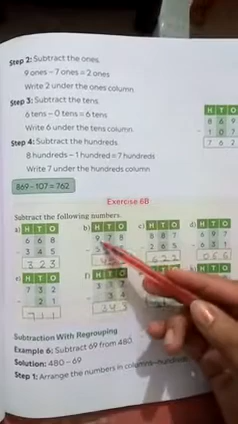 Step 2: Subtract the ones.
9 ones - 7 ones = 2 ones
Write 2 under the ones column.
Step 3: Subtract the tens.
6 tens - 0 tens = 6 tens
Write 6 under the tens column.
Step 4: Subtract the hundreds.
8 hundreds - 1 hundred = 7 hundreds
Write 7 under the hundreds column.
H T O
8 6 9
- 1 0 7
7 6 2
869 - 107 = 762
Exercise 6B
Subtract the following numbers.
a) H T O
6 6 8
- 3 4 5
3 2 3
b) H T O
9 7 8
c) H T O
8 8 7
- 2 6 5
6 2 2
d) H T O
6 9 7
- 6 3 1
0 6 6
e) H T O
7 3 2
- 2 1
7 1 1
f) H T O
3 4 3
H T O
Subtraction With Regrouping
Example 6: Subtract 69 from 480.
Solution: 480 - 69
Step 1: Arrange the numbers in columns—hundreds